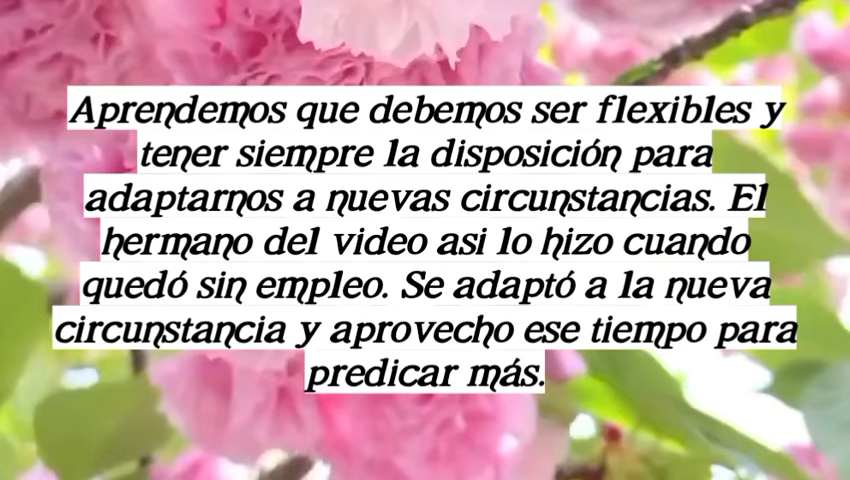 Aprendemos que debemos ser flexibles y
tener siempre la disposición para
adaptarnos a nuevas circunstancias. El
hermano del video asi lo hizo cuando
quedó sin empleo. Se adaptó a la nueva
circunstancia y aprovecho ese tiempo para
predicar más.